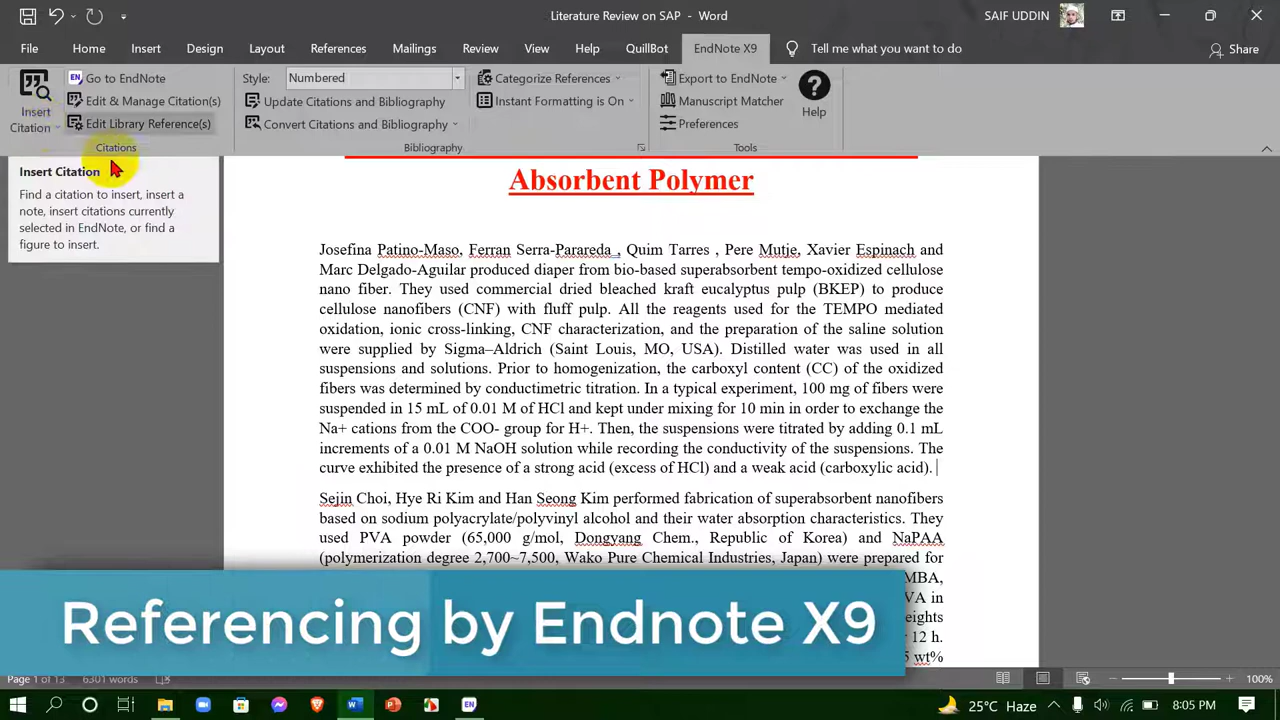 Literature Review on SAP - Word
SAIF UDDIN
File Home Insert Design Layout References Mailings Review View Help QuillBot EndNote X9 Tell me what you want to do Share
Insert Citation
EN Go to EndNote
Edit & Manage Citation(s)
Edit Library Reference(s)
Citations
Style: Numbered
Update Citations and Bibliography
Convert Citations and Bibliography
Categorize References
Instant Formatting is On
Bibliography
Export to EndNote
Manuscript Matcher
Preferences
Help
Tools
Insert Citation
Find a citation to insert, insert a
note, insert citations currently
selected in EndNote, or find a
figure to insert.
Absorbent Polymer
Josefina Patino-Maso, Ferran Serra-Parareda , Quim Tarres , Pere Mutje, Xavier Espinach and
Marc Delgado-Aguilar produced diaper from bio-based superabsorbent tempo-oxidized cellulose
nano fiber. They used commercial dried bleached kraft eucalyptus pulp (BKEP) to produce
cellulose nanofibers (CNF) with fluff pulp. All the reagents used for the TEMPO mediated
oxidation, ionic cross-linking, CNF characterization, and the preparation of the saline solution
were supplied by Sigma–Aldrich (Saint Louis, MO, USA). Distilled water was used in all
suspensions and solutions. Prior to homogenization, the carboxyl content (CC) of the oxidized
fibers was determined by conductimetric titration. In a typical experiment, 100 mg of fibers were
suspended in 15 mL of 0.01 M of HCl and kept under mixing for 10 min in order to exchange the
Na+ cations from the COO- group for H+. Then, the suspensions were titrated by adding 0.1 mL
increments of a 0.01 M NaOH solution while recording the conductivity of the suspensions. The
curve exhibited the presence of a strong acid (excess of HCl) and a weak acid (carboxylic acid).
Sejin Choi, Hye Ri Kim and Han Seong Kim performed fabrication of superabsorbent nanofibers
based on sodium polyacrylate/polyvinyl alcohol and their water absorption characteristics. They
used PVA powder (65,000 g/mol, Dongyang Chem., Republic of Korea) and NaPAA
(polymerization degree 2,700~7,500, Wako Pure Chemical Industries, Japan) were prepared for
MBA,
VA in
eights
12 h.
5 wt%
Referencing by Endnote X9
Page 1 of 13 6301 words
100%
EN
25°C Haze
8:05 PM